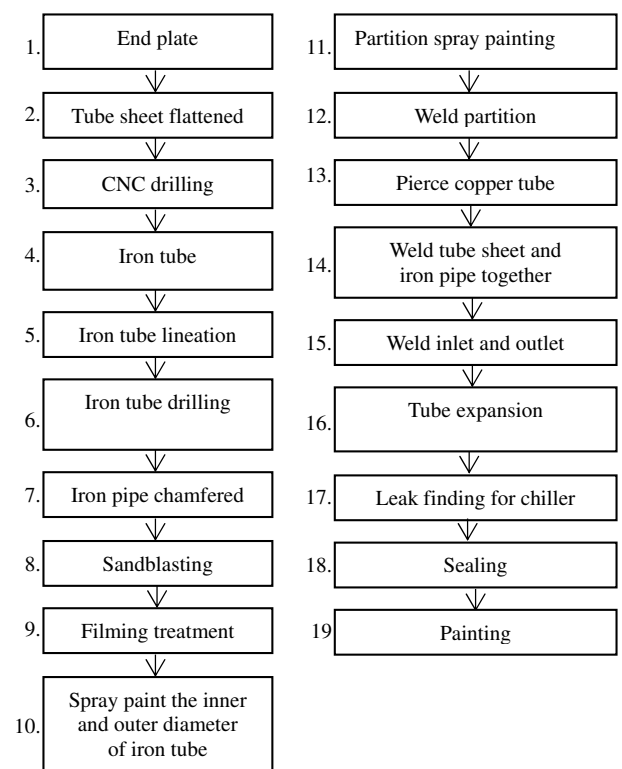 1. End plate
2. Tube sheet flattened
3. CNC drilling
4. Iron tube
5. Iron tube lineation
6. Iron tube drilling
7. Iron pipe chamfered
8. Sandblasting
9. Filming treatment
10. Spray paint the inner
and outer diameter
of iron tube
11. Partition spray painting
12. Weld partition
13. Pierce copper tube
14. Weld tube sheet and
iron pipe together
15. Weld inlet and outlet
16. Tube expansion
17. Leak finding for chiller
18. Sealing
19 Painting